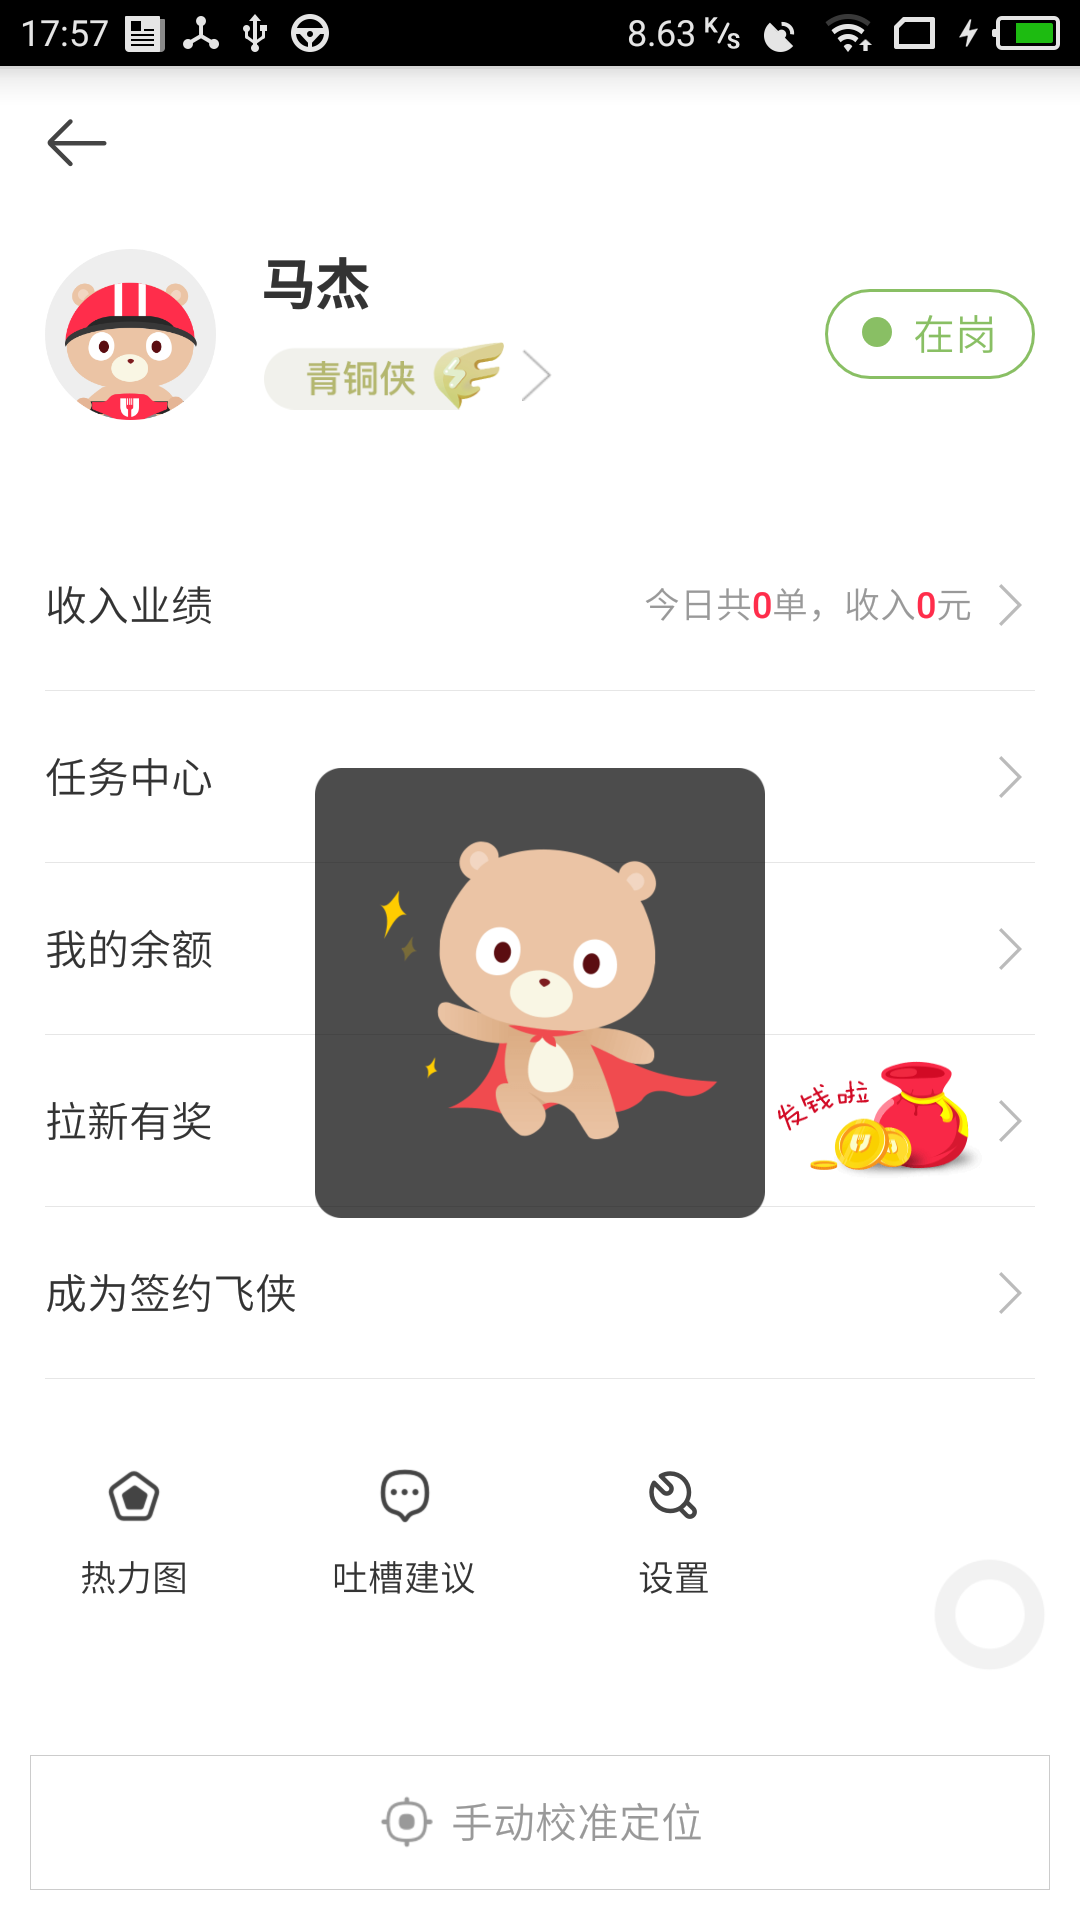 17:57 8.63 K/s
马杰
青铜侠
在岗
收入业绩 今日共0单，收入0元
任务中心
我的余额
拉新有奖 发钱啦
成为签约飞侠
热力图 吐槽建议 设置
手动校准定位